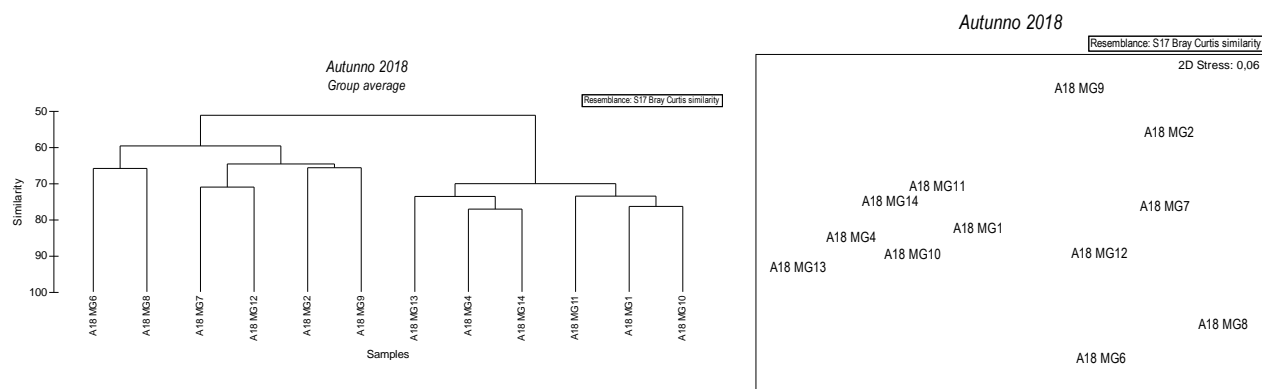 Autunno 2018
Group average
Resemblance: S17 Bray Curtis similarity
50
60
70
80
90
100
Similarity
A18 MG6
A18 MG8
A18 MG7
A18 MG12
A18 MG2
A18 MG9
A18 MG13
A18 MG4
A18 MG14
A18 MG11
A18 MG1
A18 MG10
Samples
Autunno 2018
Resemblance: S17 Bray Curtis similarity
2D Stress: 0,06
A18 MG9
A18 MG2
A18 MG11
A18 MG14
A18 MG7
A18 MG1
A18 MG4
A18 MG10
A18 MG12
A18 MG13
A18 MG8
A18 MG6